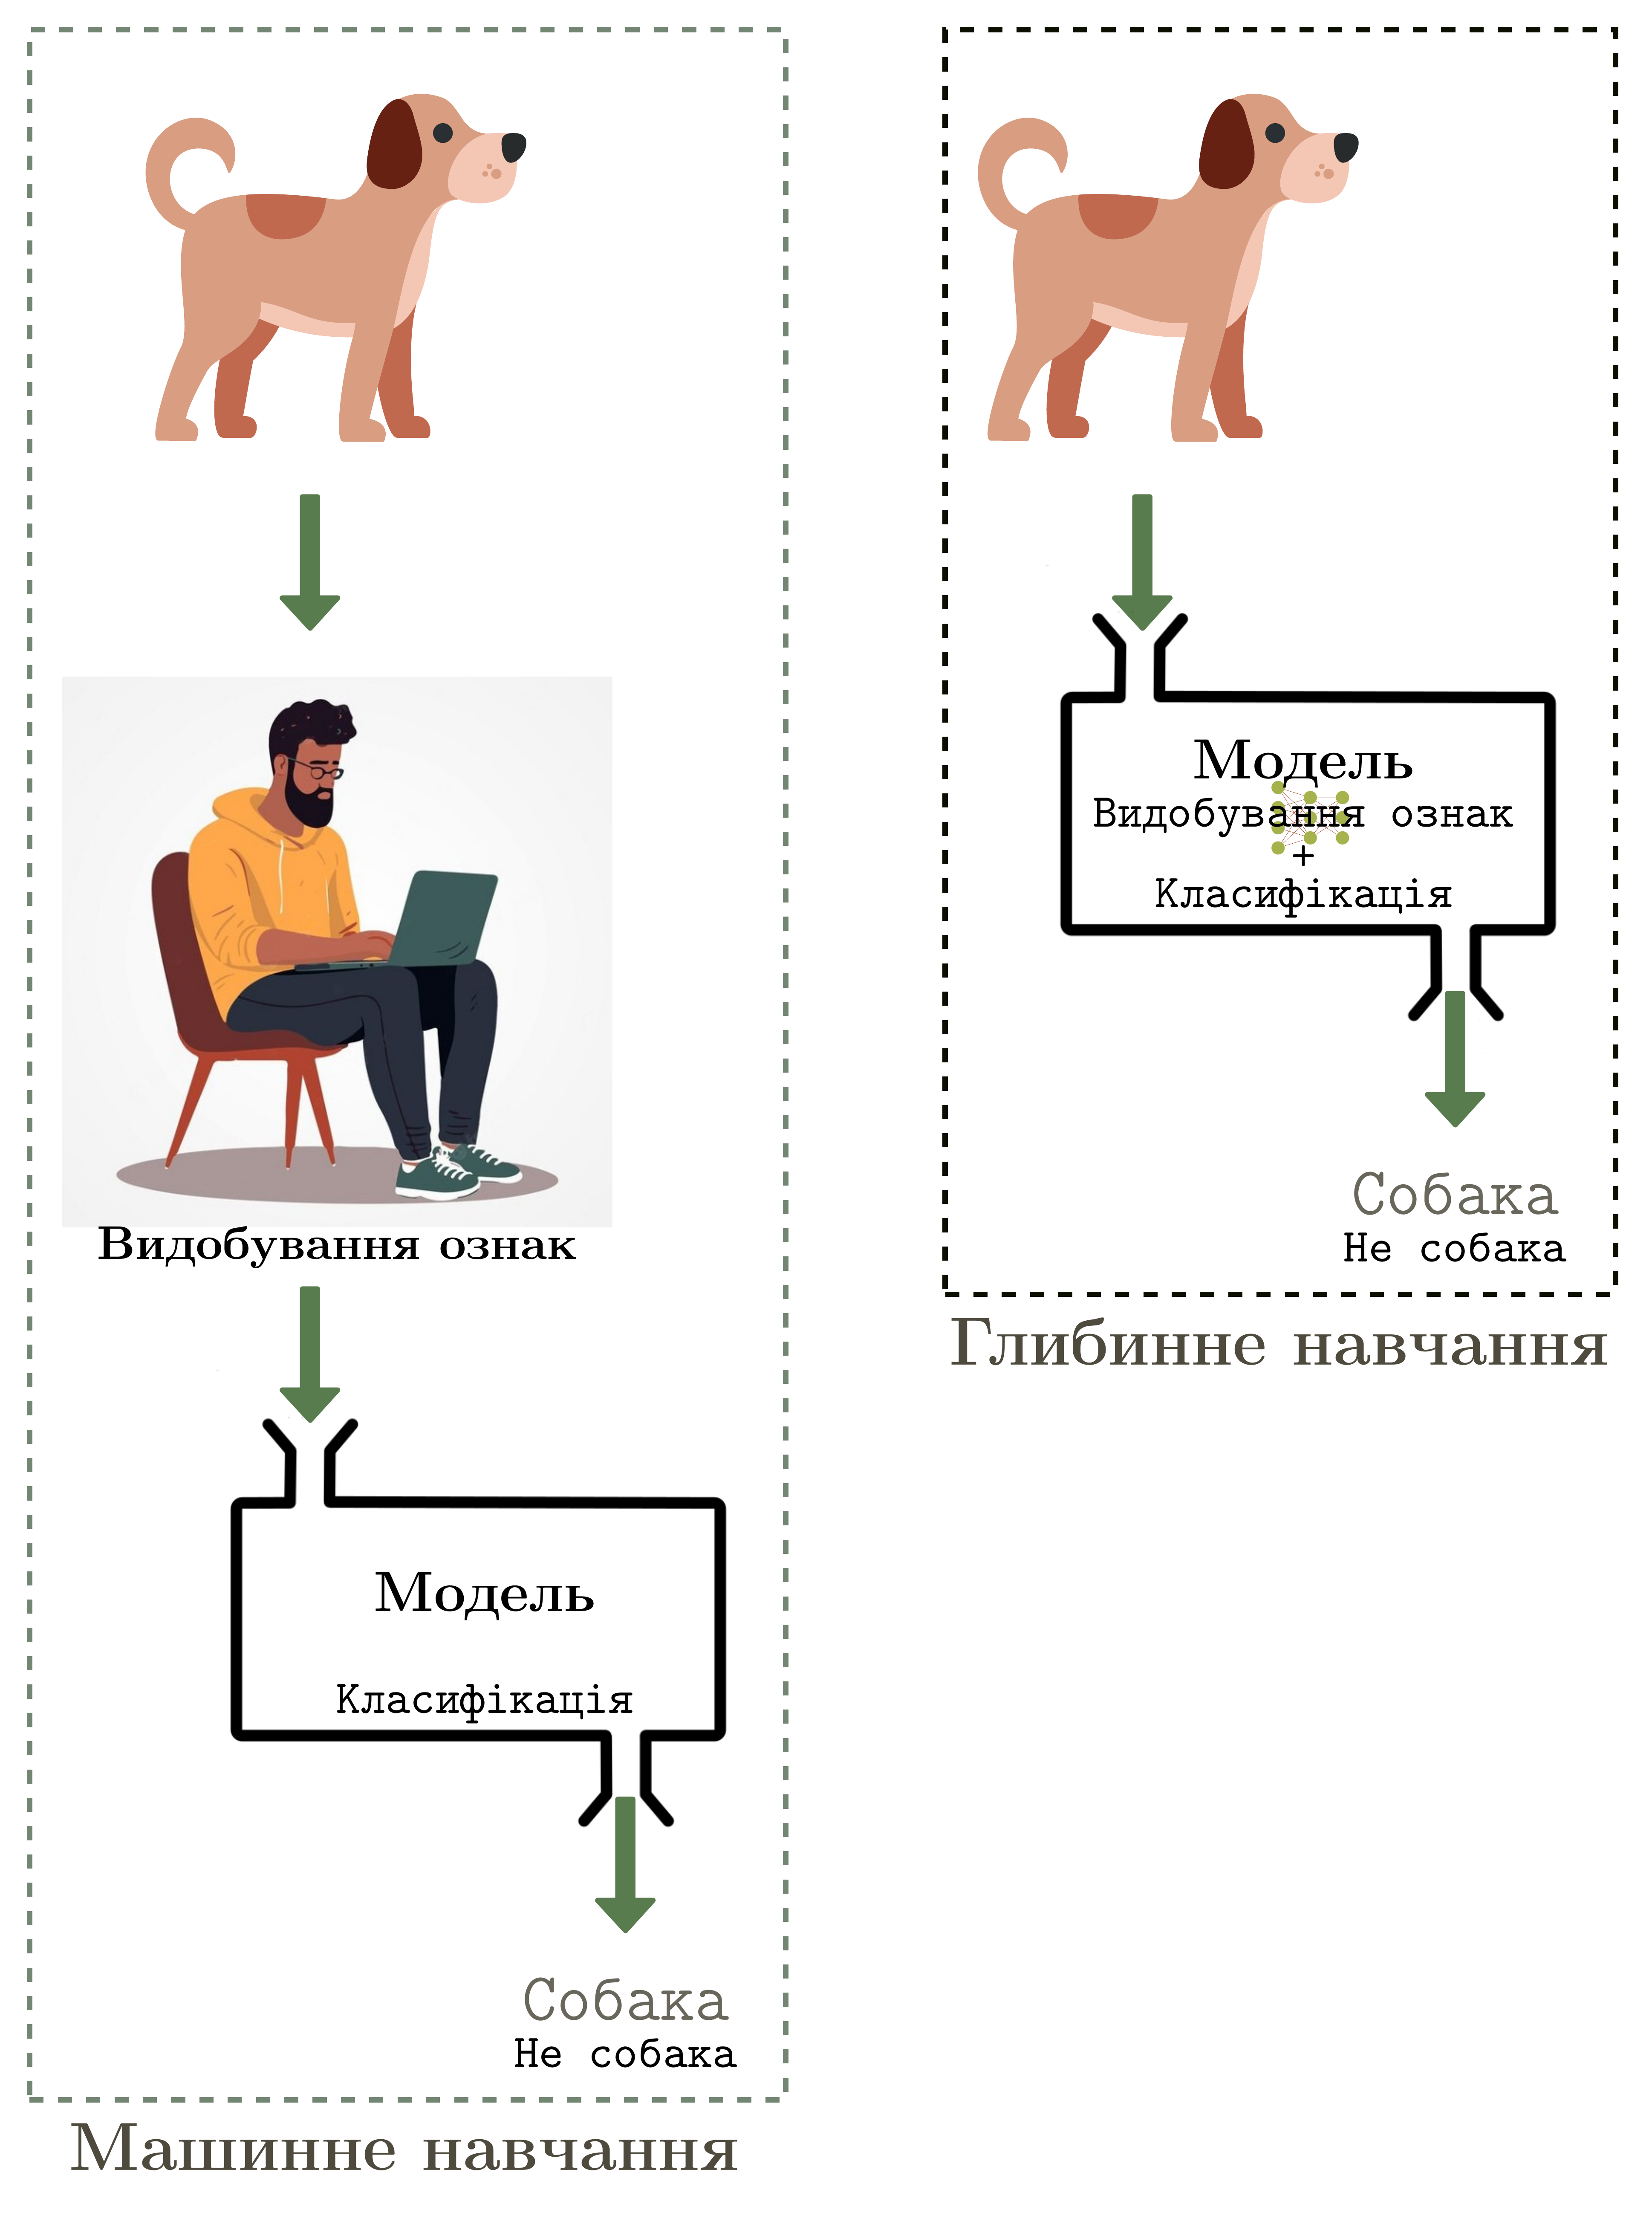 Видобування ознак
Модель
Класифікація
Собака
Не собака
Машинне навчання
Модель
Видобування ознак
+
Класифікація
Собака
Не собака
Глибинне навчання